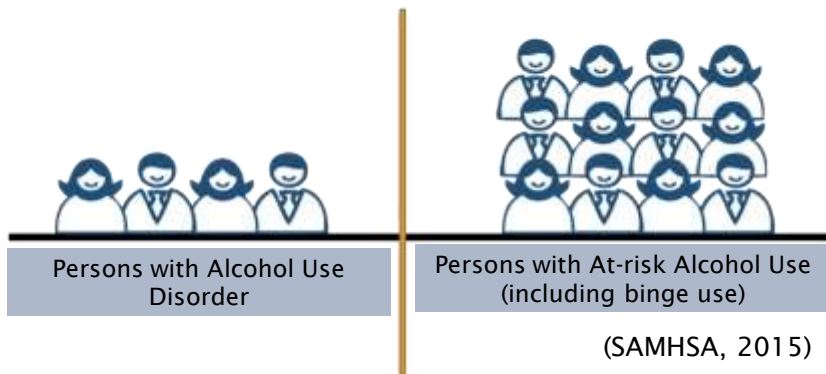 Persons with Alcohol Use
Disorder
Persons with At-risk Alcohol Use
(including binge use)
(SAMHSA, 2015)